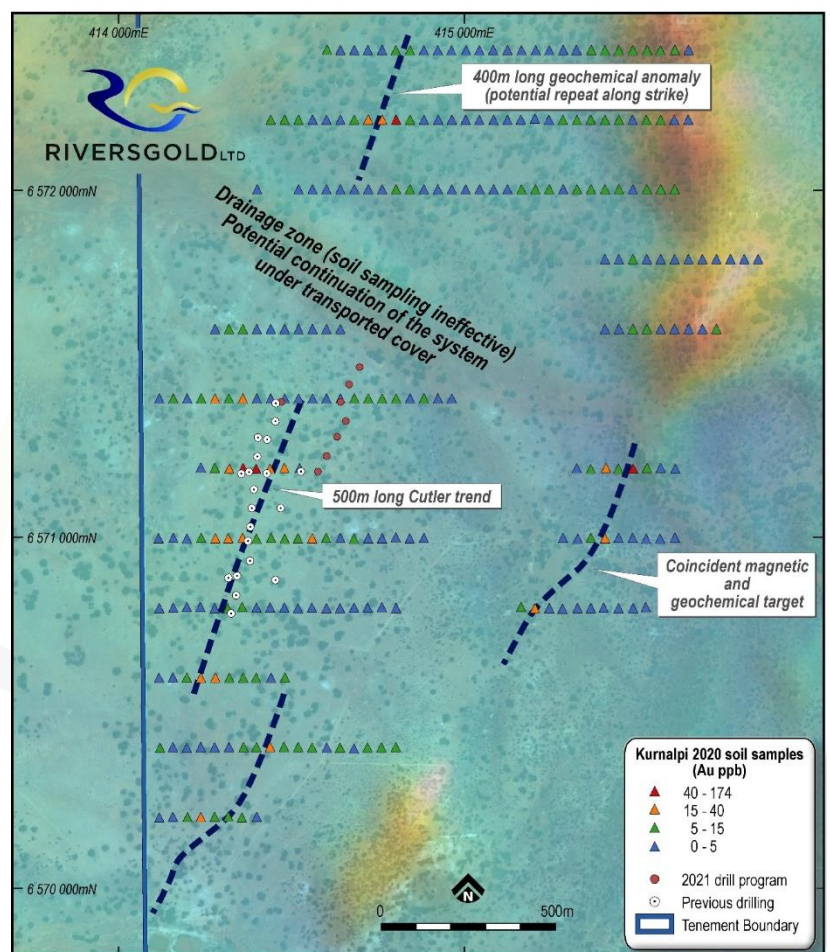 414 000mE
415 000mE
RIVERSGOLD LTD
400m long geochemical anomaly
(potential repeat along strike)
6 572 000mN
Drainage zone (soil sampling ineffective)
Potential continuation of the system
under transported cover
500m long Cutler trend
6 571 000mN
Coincident magnetic
and
geochemical target
Kurnalpi 2020 soil samples
(Au ppb)
40 - 174
15 - 40
5 - 15
0 - 5
2021 drill program
Previous drilling
Tenement Boundary
6 570 000mN
N
0
500m